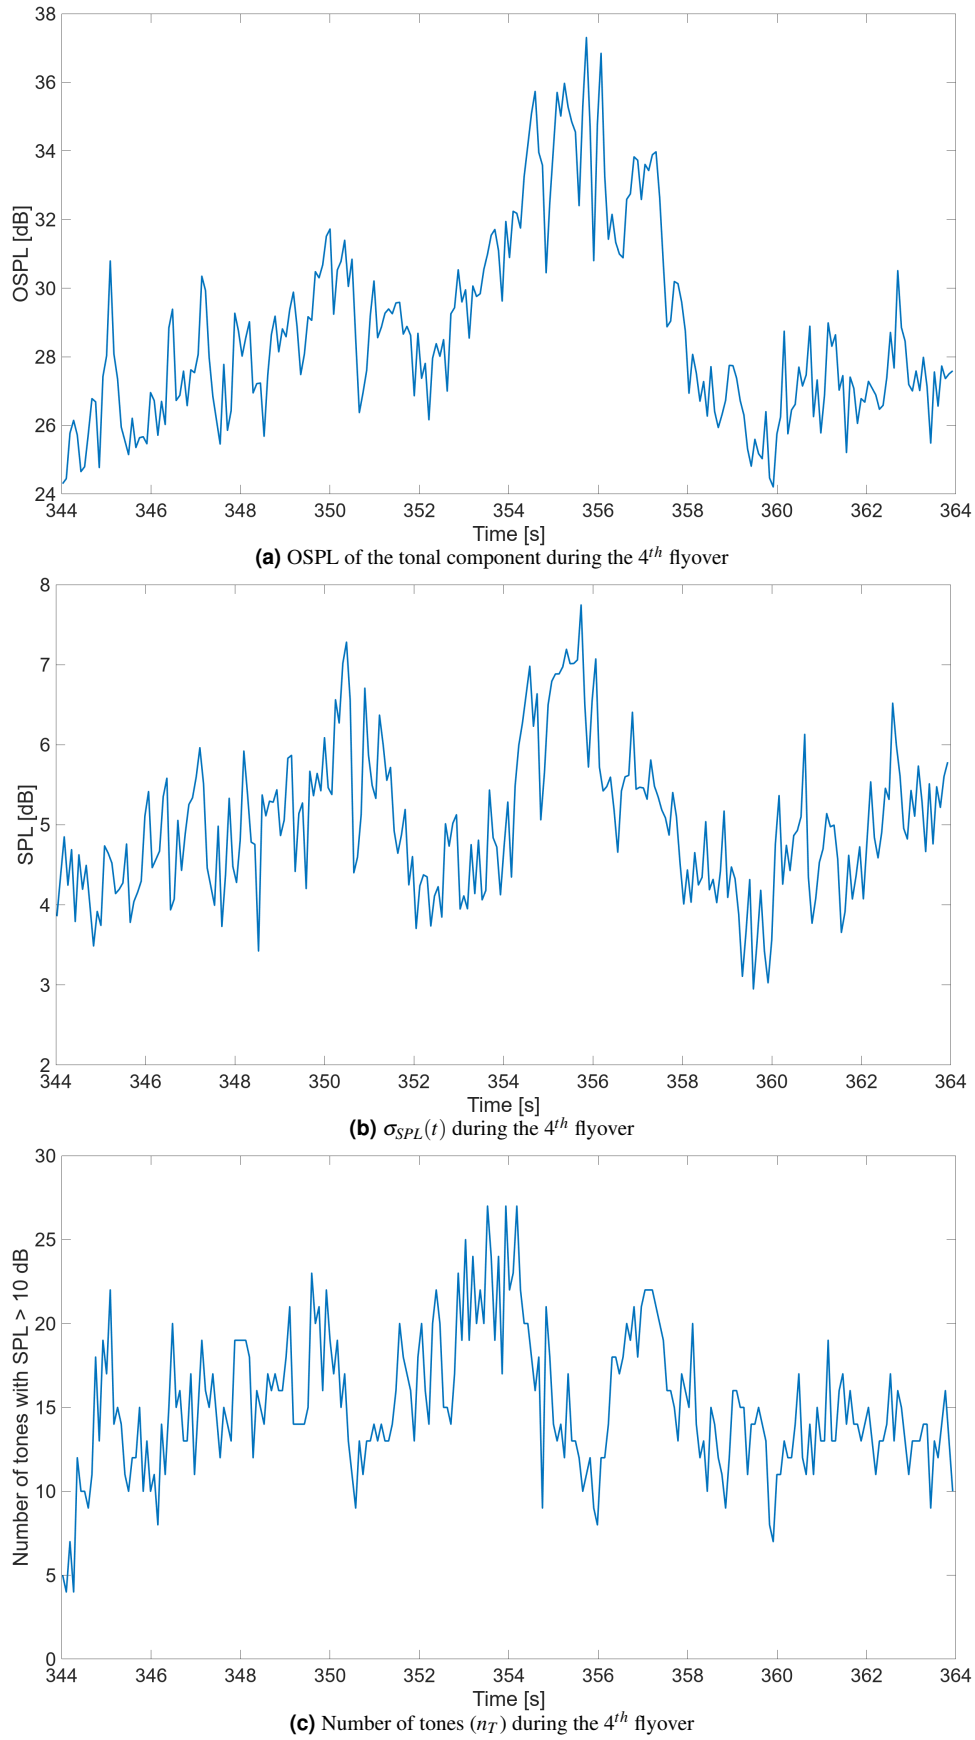 38
36
34
32
30
28
26
24
OSPL [dB]
344 346 348 350 352 354 356 358 360 362 364
Time [s]
(a) OSPL of the tonal component during the 4th flyover
8
7
6
5
4
3
2
SPL [dB]
344 346 348 350 352 354 356 358 360 362 364
Time [s]
(b) σSPL(t) during the 4th flyover
30
25
20
15
10
5
0
Number of tones with SPL > 10 dB
344 346 348 350 352 354 356 358 360 362 364
Time [s]
(c) Number of tones (nT) during the 4th flyover